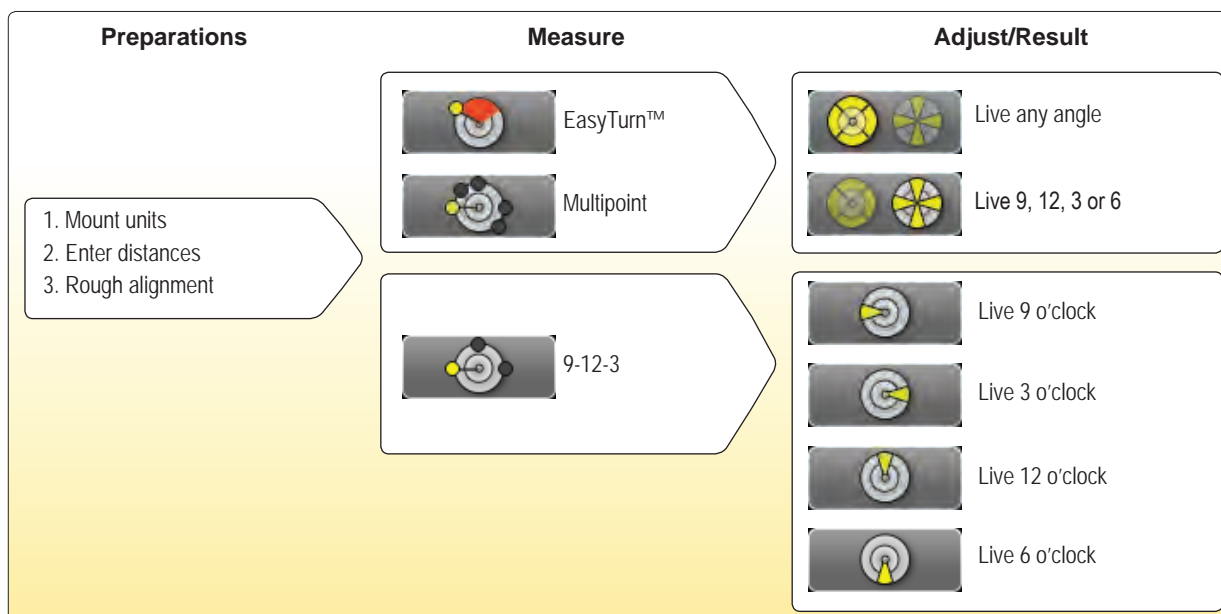 Preparations
Measure
Adjust/Result
1. Mount units
2. Enter distances
3. Rough alignment
EasyTurn™
Multipoint
9-12-3
Live any angle
Live 9, 12, 3 or 6
Live 9 o’clock
Live 3 o’clock
Live 12 o’clock
Live 6 o’clock